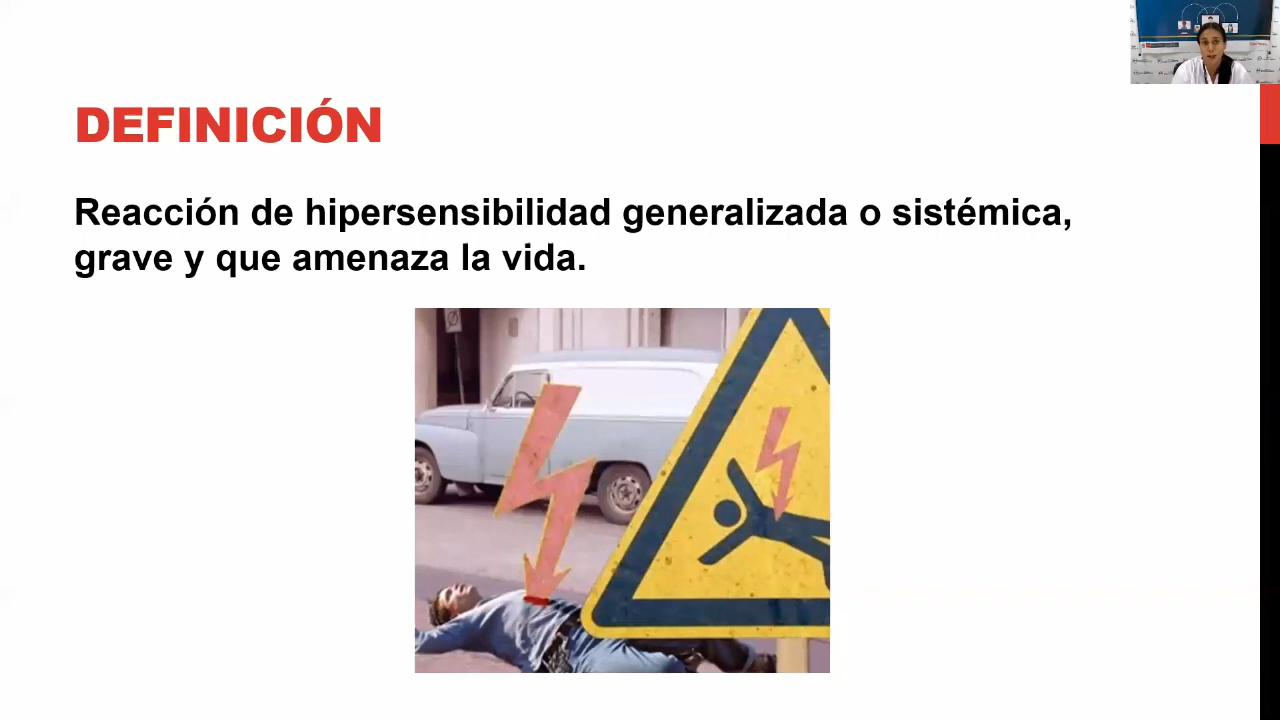 DEFINICIÓN
Reacción de hipersensibilidad generalizada o sistémica,
grave y que amenaza la vida.